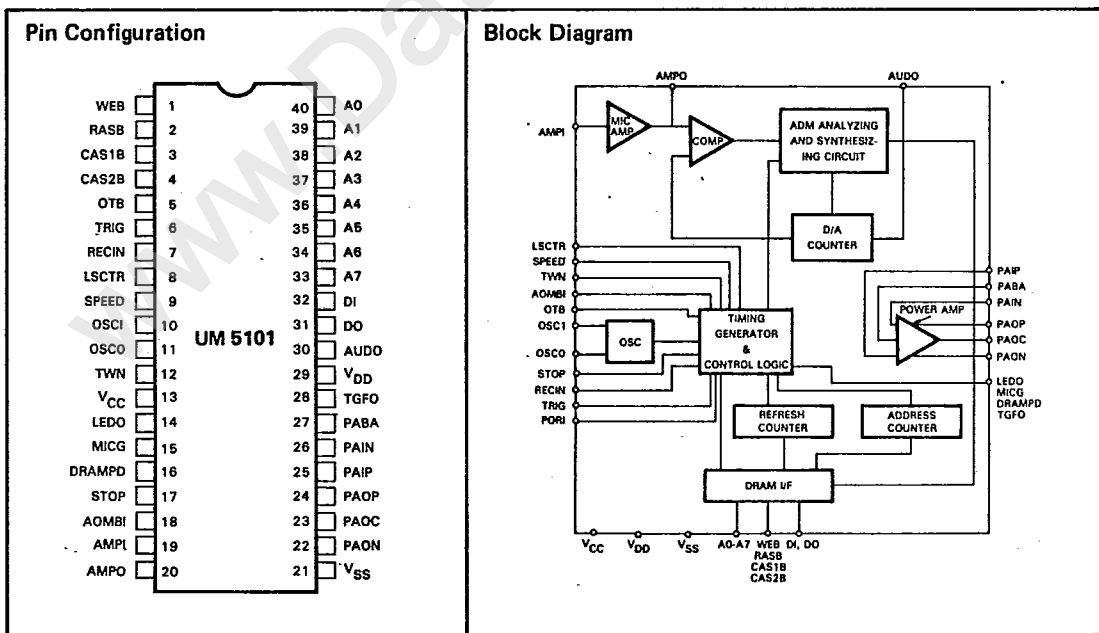 Pin Configuration
WEB 1
RASB 2
CAS1B 3
CAS2B 4
OTB 5
TRIG 6
RECIN 7
LSCTR 8
SPEED 9
OSCI 10
OSCO 11
TWN 12
VCC 13
LEDO 14
MICG 15
DRAMPD 16
STOP 17
AOMBI 18
AMPI 19
AMPO 20
UM 5101
40 A0
39 A1
38 A2
37 A3
36 A4
35 A5
34 A6
33 A7
32 DI
31 DO
30 AUDO
29 VDD
28 TGFO
27 PABA
26 PAIN
25 PAIP
24 PAOP
23 PAOC
22 PAON
21 VSS
Block Diagram
AMPO
AUDO
AMPI
MIC
AMP
COMP
ADM ANALYZING
AND SYNTHESIZ-
ING CIRCUIT
D/A
COUNTER
LSCTR
SPEED
TWN
AOMBI
OTB
OSC1
OSCO
STOP
RECIN
TRIG
PORI
OSC
TIMING
GENERATOR
&
CONTROL LOGIC
REFRESH
COUNTER
ADDRESS
COUNTER
DRAM I/F
POWER AMP
PAIP
PABA
PAIN
PAOP
PAOC
PAON
LEDO
MICG
DRAMPD
TGFO
VCC
VDD
VSS
A0-A7
WEB
RASB
CAS1B
CAS2B
DI, DO
www.Da